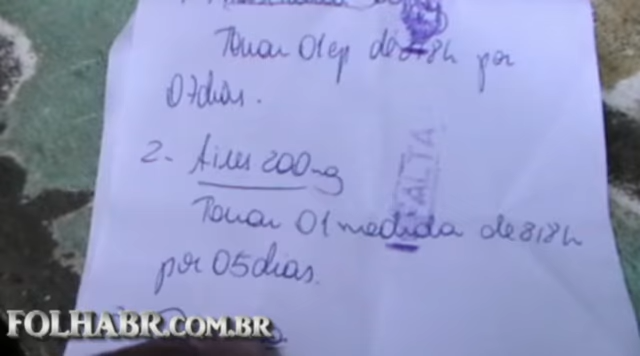 Tomar 01cp de 8/8h por
07 dias.
2 -
200mg
Tomar 01 medida de 8/8h
FALTA
por 05 dias.
FOLHABR.COM.BR